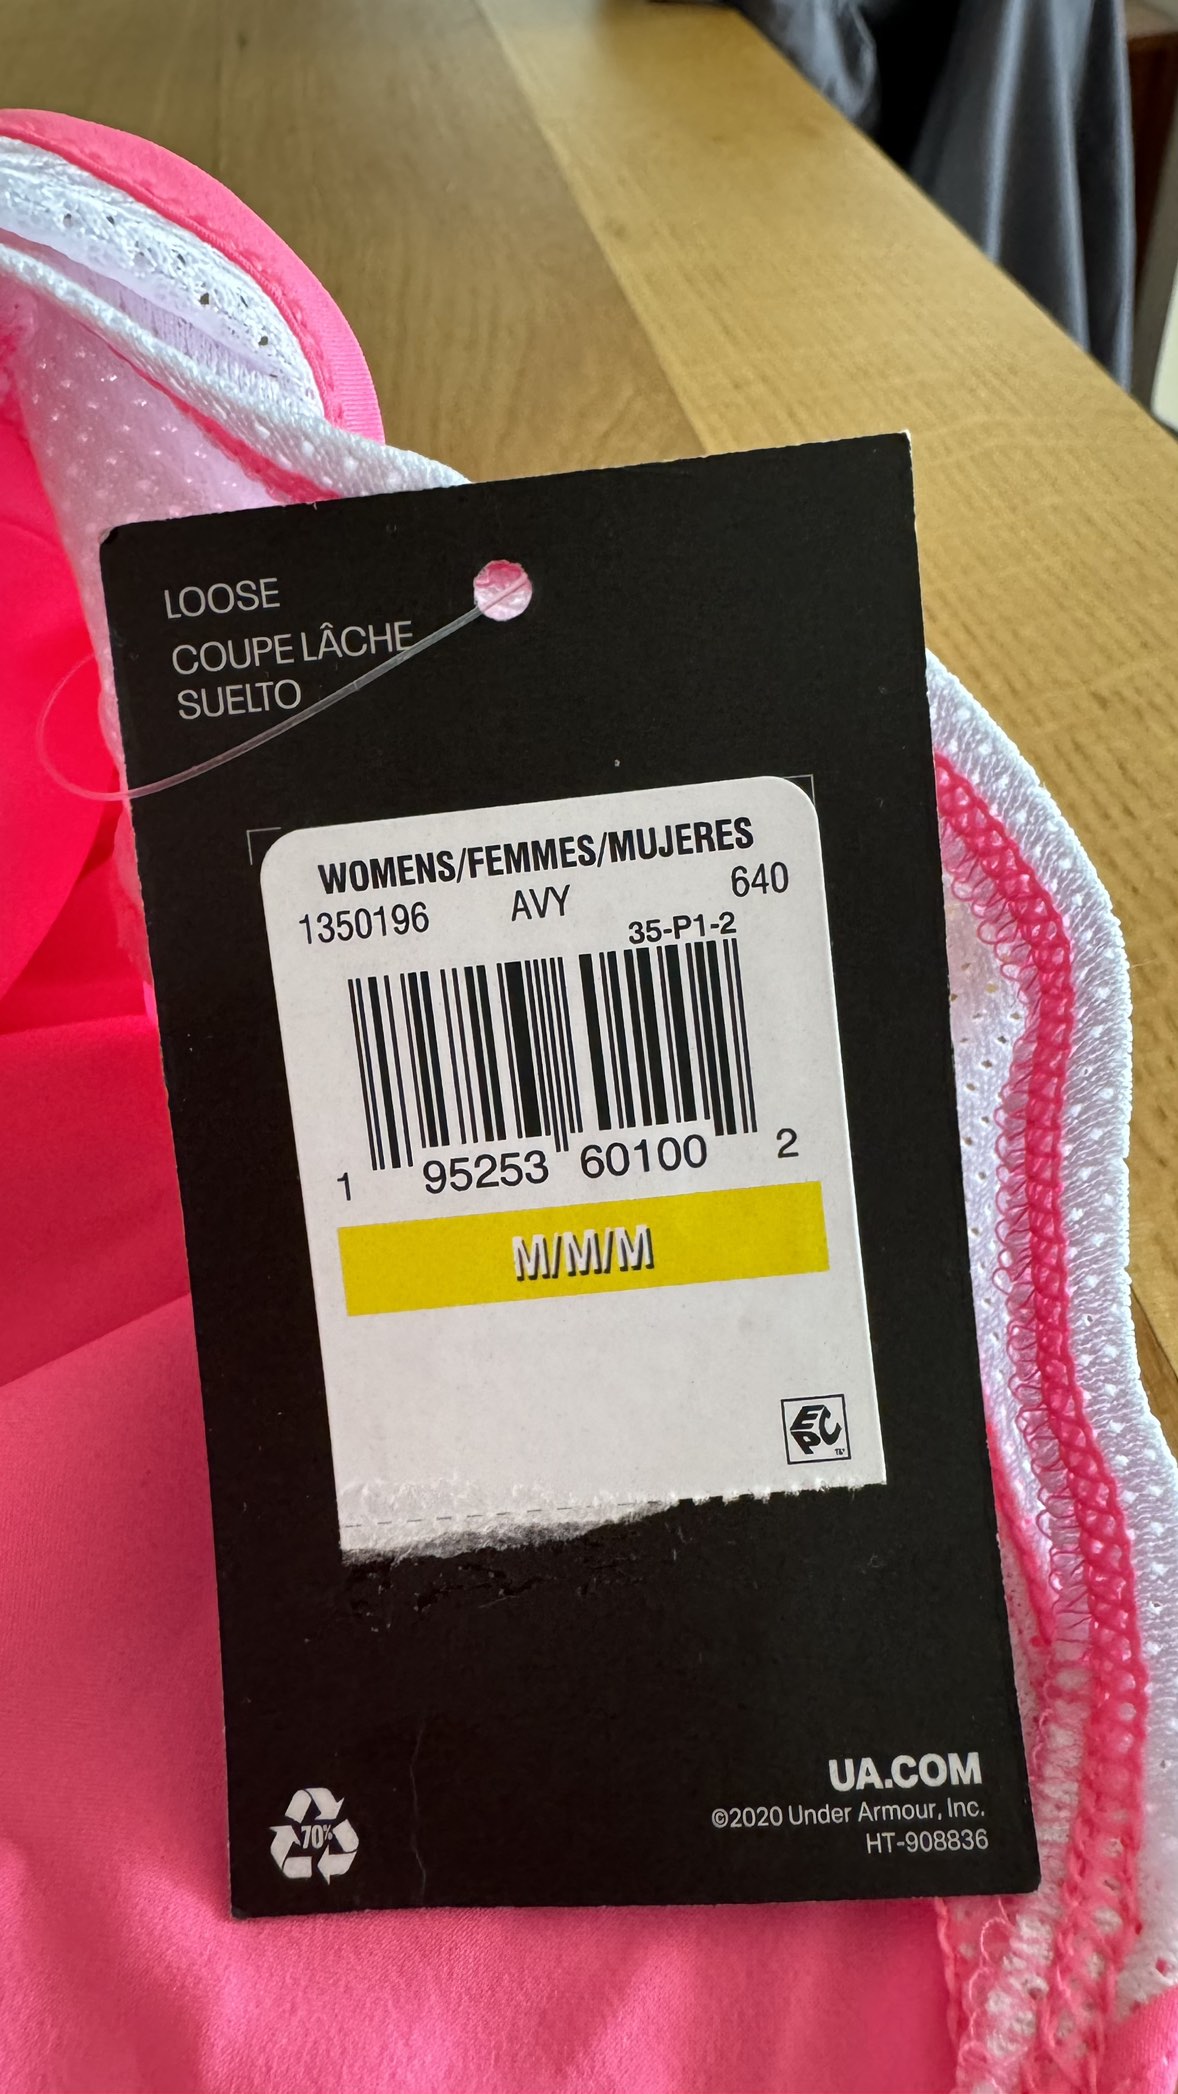 LOOSE
COUPE LÂCHE
SUELTO
WOMENS/FEMMES/MUJERES
1350196 AVY 640
35-P1-2
1 95253 60100 2
M/M/M
EPC
70%
UA.COM
©2020 Under Armour, Inc.
HT-908836